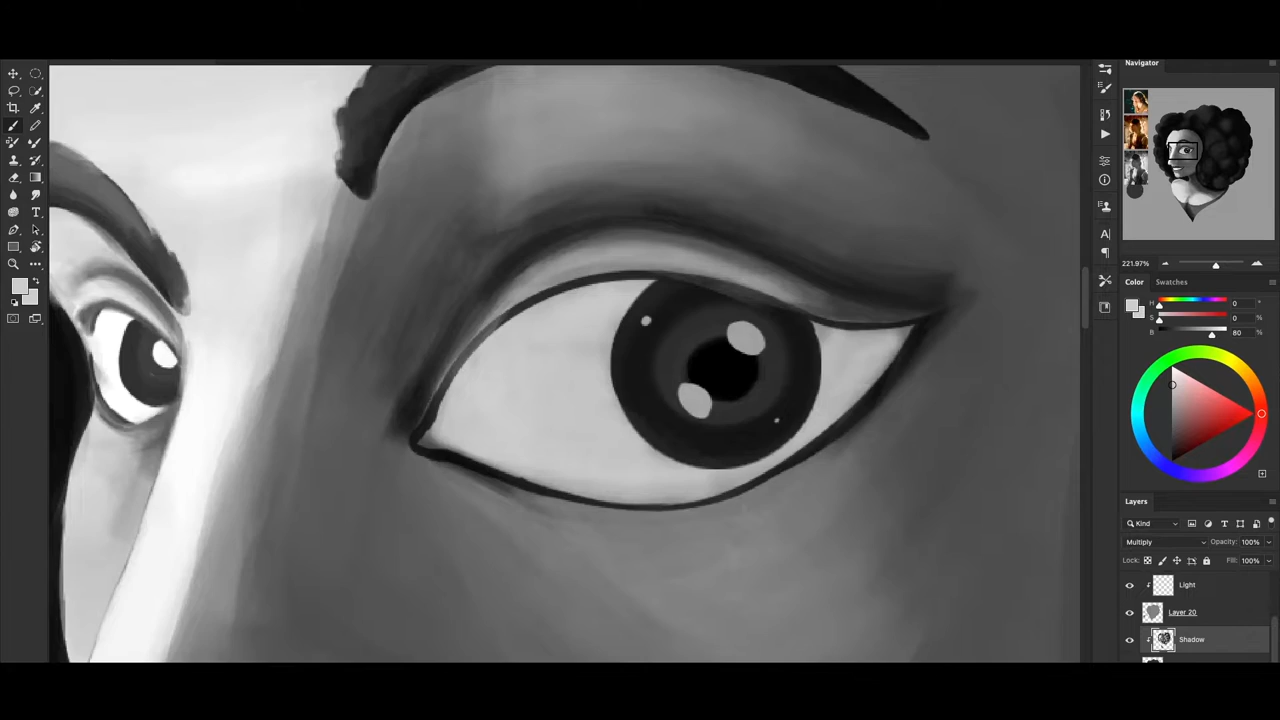 Navigator
221.97%
Color Swatches
H 0 °
S 0 %
B 80 %
Layers
Kind
Multiply Opacity: 100%
Lock: Fill: 100%
Light
Layer 20
Shadow